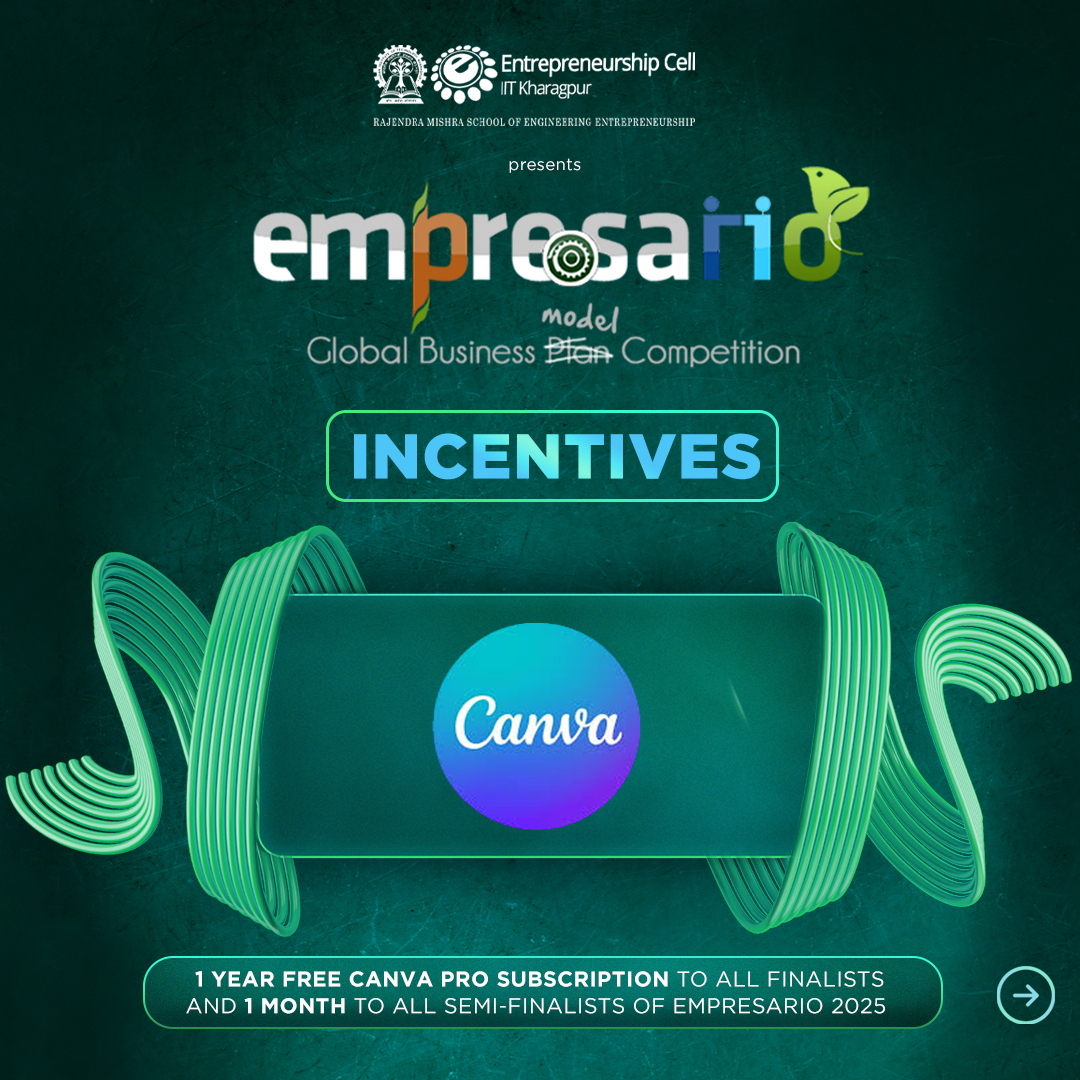 Entrepreneurship Cell
IIT Kharagpur
RAJENDRA MISHRA SCHOOL OF ENGINEERING ENTREPRENEURSHIP
presents
empresario
model
Global Business Plan Competition
INCENTIVES
Canva
1 YEAR FREE CANVA PRO SUBSCRIPTION TO ALL FINALISTS
AND 1 MONTH TO ALL SEMI-FINALISTS OF EMPRESARIO 2025